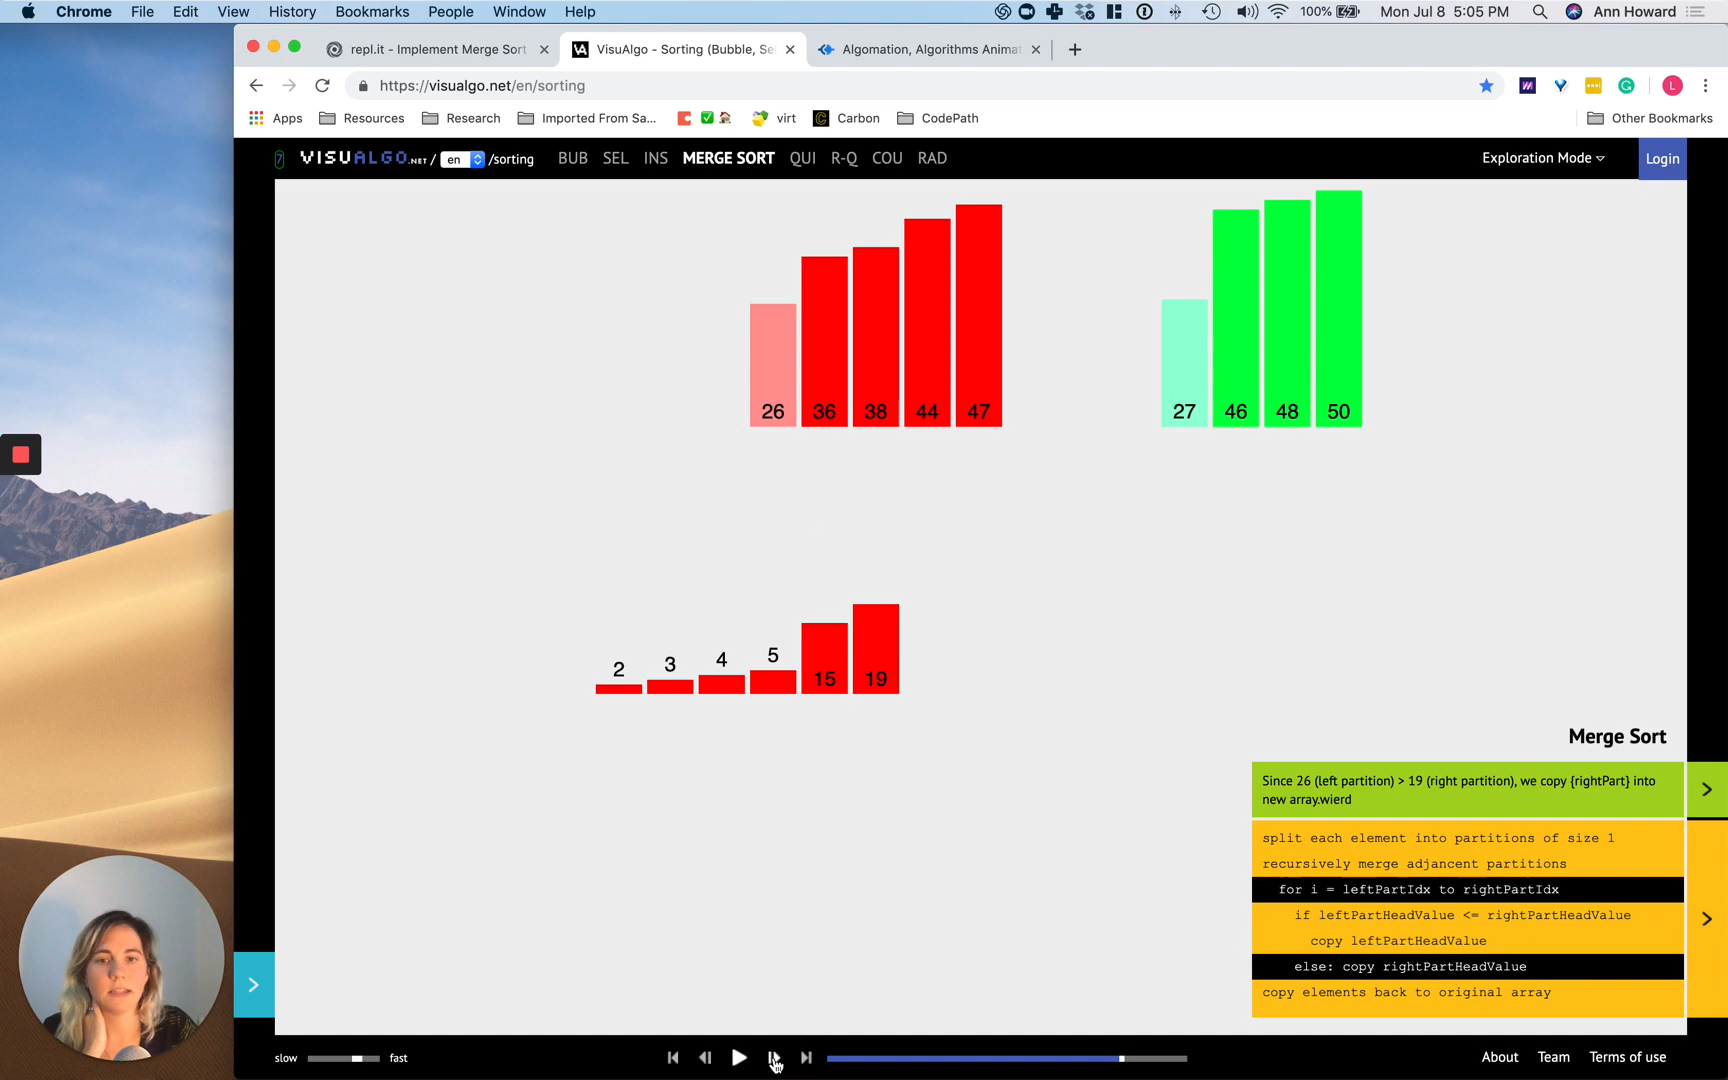 Chrome File Edit View History Bookmarks People Window Help 100% Mon Jul 8 5:05 PM Ann Howard
repl.it - Implement Merge Sort VisuAlgo - Sorting (Bubble, Se Algomation, Algorithms Animat
https://visualgo.net/en/sorting L
Apps Resources Research Imported From Sa... virt Carbon CodePath Other Bookmarks
7 VISUALGO.NET/ en /sorting BUB SEL INS MERGE SORT QUI R-Q COU RAD Exploration Mode Login
26 36 38 44 47 27 46 48 50
2 3 4 5 15 19
Merge Sort
Since 26 (left partition) > 19 (right partition), we copy {rightPart} into
new array.wierd
split each element into partitions of size 1
recursively merge adjancent partitions
for i = leftPartIdx to rightPartIdx
if leftPartHeadValue <= rightPartHeadValue
copy leftPartHeadValue
else: copy rightPartHeadValue
copy elements back to original array
slow fast About Team Terms of use